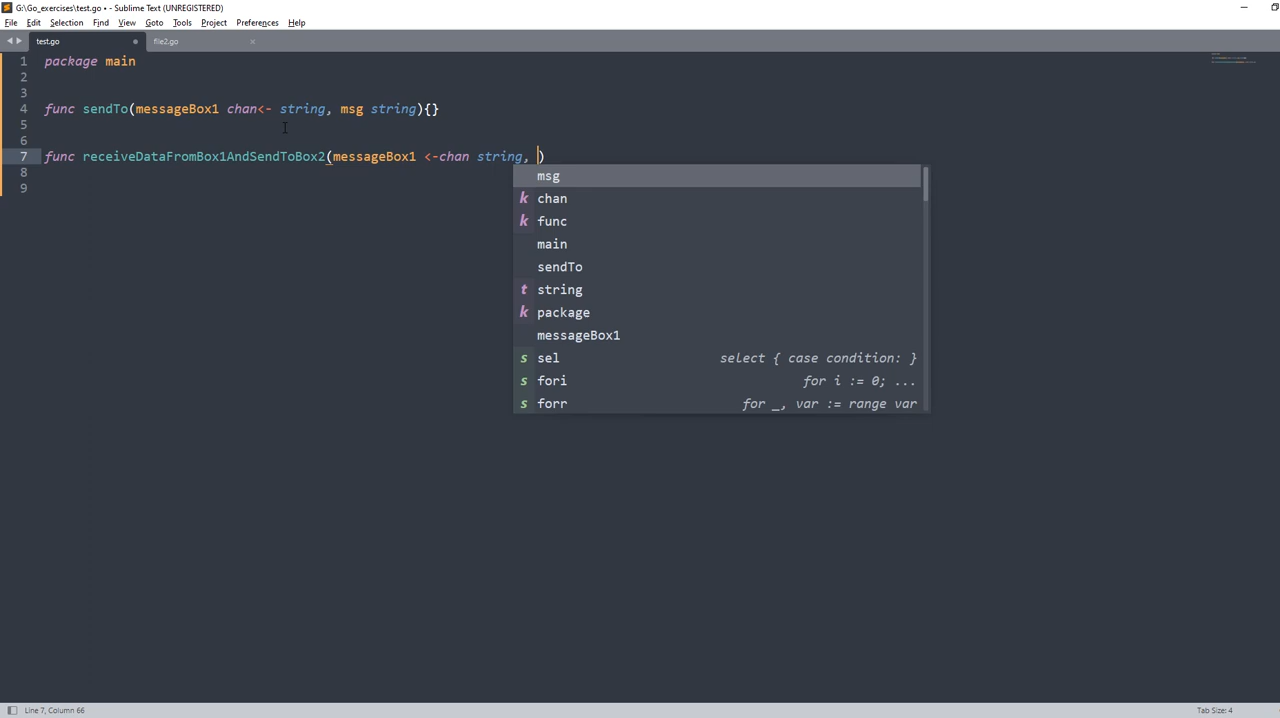 G:\Go_exercises\test.go • - Sublime Text (UNREGISTERED)
File Edit Selection Find View Goto Tools Project Preferences Help
test.go file2.go
1 package main
2
3
4 func sendTo(messageBox1 chan<- string, msg string){}
5
6
7 func receiveDataFromBox1AndSendToBox2(messageBox1 <-chan string, )
8
9
msg
k chan
k func
main
sendTo
t string
k package
messageBox1
s sel select { case condition: }
s fori for i := 0; ...
s forr for _, var := range var
Line 7, Column 66 Tab Size: 4